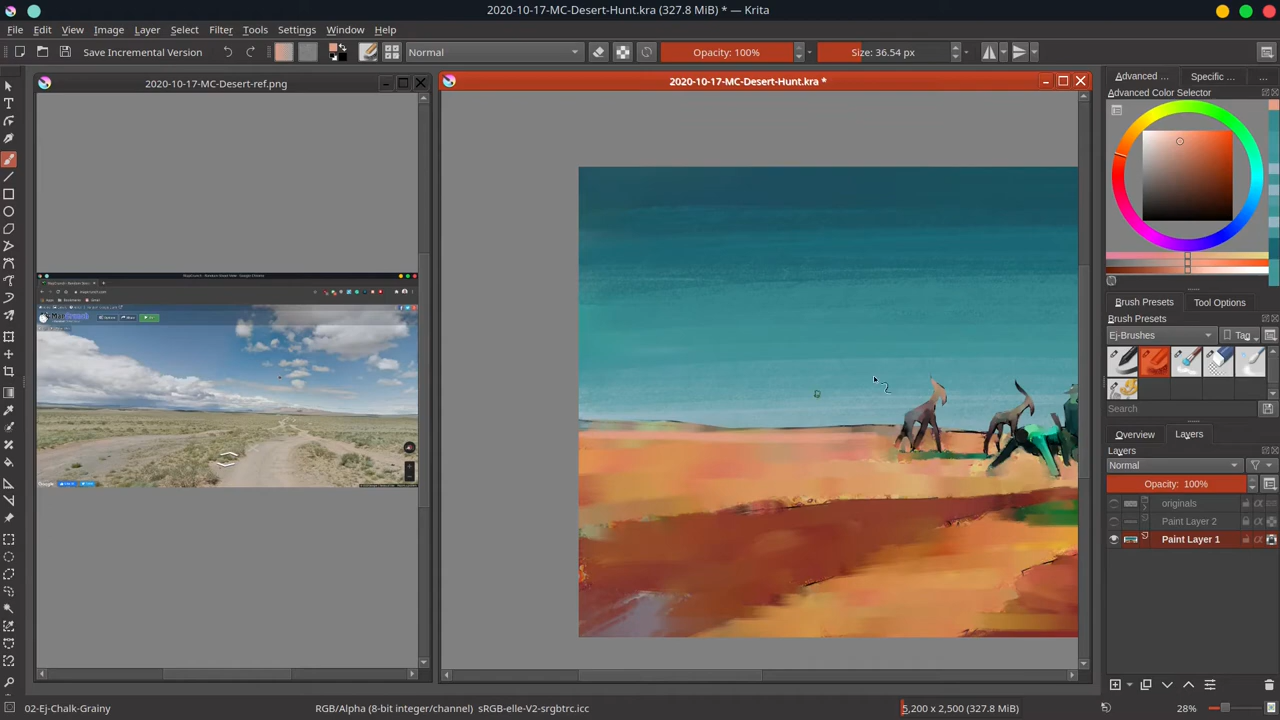 2020-10-17-MC-Desert-Hunt.kra (327.8 MiB) * — Krita
File Edit View Image Layer Select Filter Tools Settings Window Help
Save Incremental Version Normal Opacity: 100% Size: 36.54 px
2020-10-17-MC-Desert-ref.png
2020-10-17-MC-Desert-Hunt.kra *
Advanced ... Specific ... ...
Advanced Color Selector
Brush Presets Tool Options
Brush Presets
Ej-Brushes Tag
Search
Overview Layers
Layers
Normal
Opacity: 100%
originals
Paint Layer 2
Paint Layer 1
02-Ej-Chalk-Grainy RGB/Alpha (8-bit integer/channel) sRGB-elle-V2-srgbtrc.icc 5,200 x 2,500 (327.8 MiB) 28%